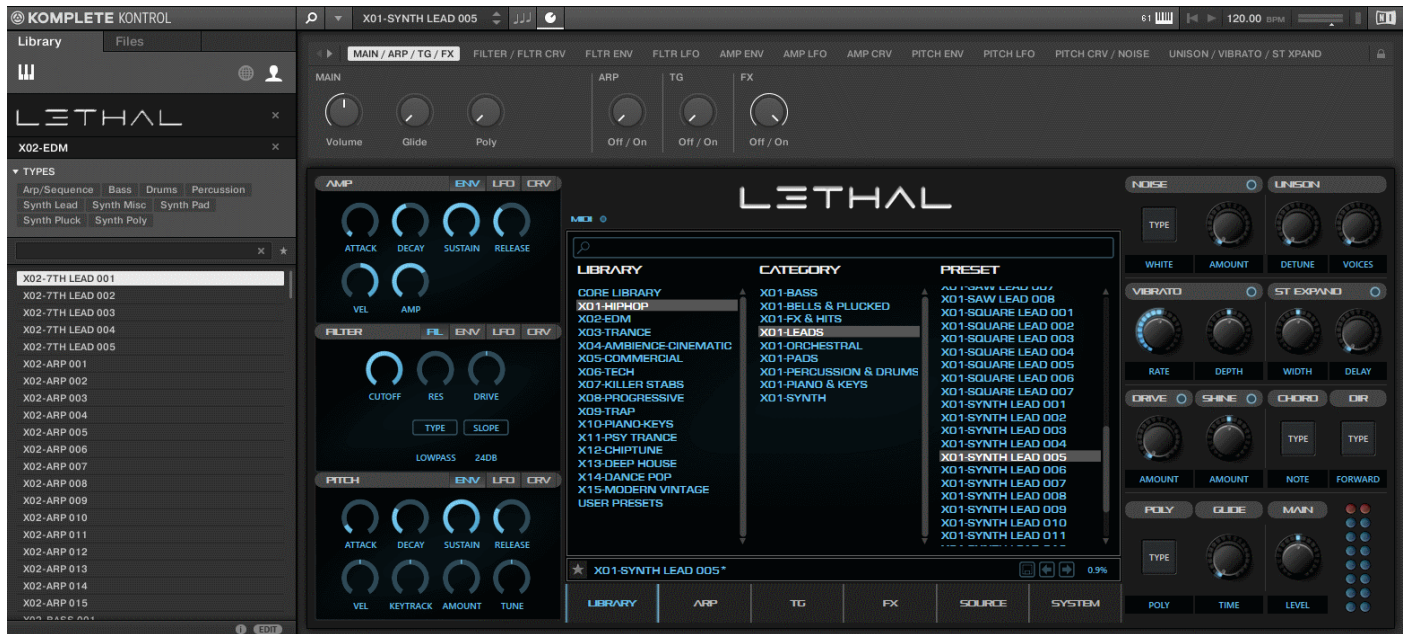 KOMPLETE KONTROL
X01-SYNTH LEAD 005
61
120.00 BPM
Library Files
LETHAL
X02-EDM
TYPES
Arp/Sequence Bass Drums Percussion
Synth Lead Synth Misc Synth Pad
Synth Pluck Synth Poly
X02-7TH LEAD 001
X02-7TH LEAD 002
X02-7TH LEAD 003
X02-7TH LEAD 004
X02-7TH LEAD 005
X02-ARP 001
X02-ARP 002
X02-ARP 003
X02-ARP 004
X02-ARP 005
X02-ARP 006
X02-ARP 007
X02-ARP 008
X02-ARP 009
X02-ARP 010
X02-ARP 011
X02-ARP 012
X02-ARP 013
X02-ARP 014
X02-ARP 015
X02-BASS 001
EDIT
MAIN / ARP / TG / FX FILTER / FLTR CRV FLTR ENV FLTR LFO AMP ENV AMP LFO AMP CRV PITCH ENV PITCH LFO PITCH CRV / NOISE UNISON / VIBRATO / ST XPAND
MAIN ARP TG FX
Volume Glide Poly Off / On Off / On Off / On
AMP ENV LFO CRV
ATTACK DECAY SUSTAIN RELEASE
VEL AMP
FILTER FIL ENV LFO CRV
CUTOFF RES DRIVE
TYPE SLOPE
LOWPASS 24DB
PITCH ENV LFO CRV
ATTACK DECAY SUSTAIN RELEASE
VEL KEYTRACK AMOUNT TUNE
LETHAL
MIDI
LIBRARY
CORE LIBRARY
X01-HIPHOP
X02-EDM
X03-TRANCE
X04-AMBIENCE-CINEMATIC
X05-COMMERCIAL
X06-TECH
X07-KILLER STABS
X08-PROGRESSIVE
X09-TRAP
X10-PIANO-KEYS
X11-PSY TRANCE
X12-CHIPTUNE
X13-DEEP HOUSE
X14-DANCE POP
X15-MODERN VINTAGE
USER PRESETS
CATEGORY
X01-BASS
X01-BELLS & PLUCKED
X01-FX & HITS
X01-LEADS
X01-ORCHESTRAL
X01-PADS
X01-PERCUSSION & DRUMS
X01-PIANO & KEYS
X01-SYNTH
PRESET
X01-SAW LEAD 007
X01-SAW LEAD 008
X01-SQUARE LEAD 001
X01-SQUARE LEAD 002
X01-SQUARE LEAD 003
X01-SQUARE LEAD 004
X01-SQUARE LEAD 005
X01-SQUARE LEAD 006
X01-SQUARE LEAD 007
X01-SYNTH LEAD 001
X01-SYNTH LEAD 002
X01-SYNTH LEAD 003
X01-SYNTH LEAD 004
X01-SYNTH LEAD 005
X01-SYNTH LEAD 006
X01-SYNTH LEAD 007
X01-SYNTH LEAD 008
X01-SYNTH LEAD 009
X01-SYNTH LEAD 010
X01-SYNTH LEAD 011
X01-SYNTH LEAD 005* 0.9%
LIBRARY ARP TG FX SOURCE SYSTEM
NOISE UNISON
TYPE
WHITE AMOUNT DETUNE VOICES
VIBRATO ST EXPAND
RATE DEPTH WIDTH DELAY
DRIVE SHINE CHORD DIR
TYPE TYPE
AMOUNT AMOUNT NOTE FORWARD
POLY GLIDE MAIN
TYPE
POLY TIME LEVEL